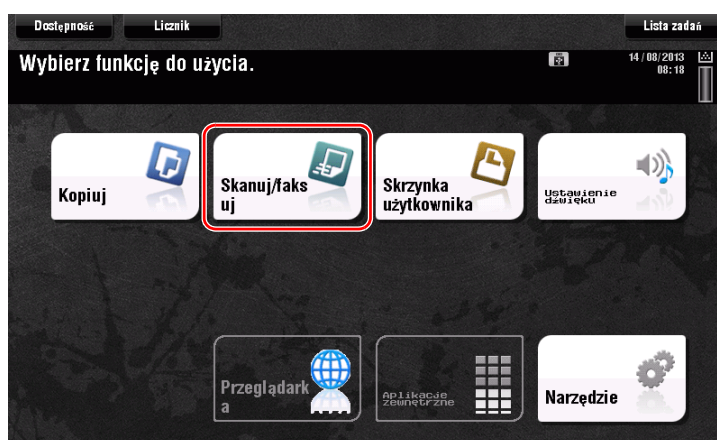 Dostępność Licznik Lista zadań
Wybierz funkcję do użycia. 14/08/2013
08:18
Kopiuj
Skanuj/faks
uj
Skrzynka
użytkownika
Ustawienie
dźwięku
Przeglądark
a
Aplikacje
zewnętrzne
Narzędzie